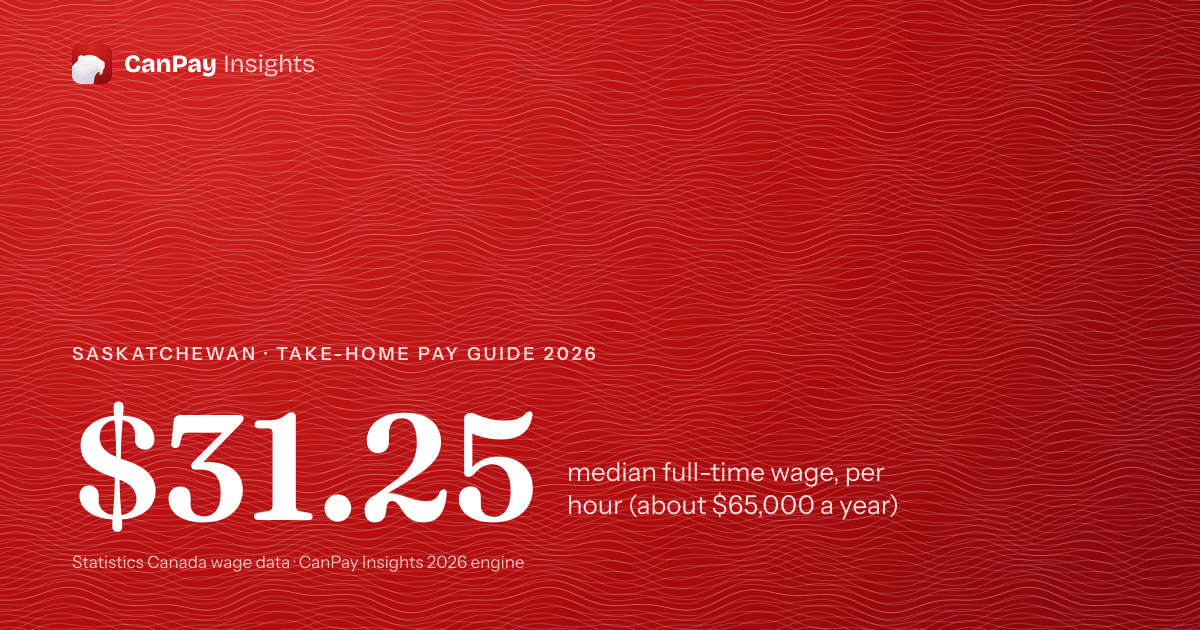 CanPay Insights
SASKATCHEWAN · TAKE-HOME PAY GUIDE 2026
$31.25
median full-time wage, per
hour (about $65,000 a year)
Statistics Canada wage data · CanPay Insights 2026 engine